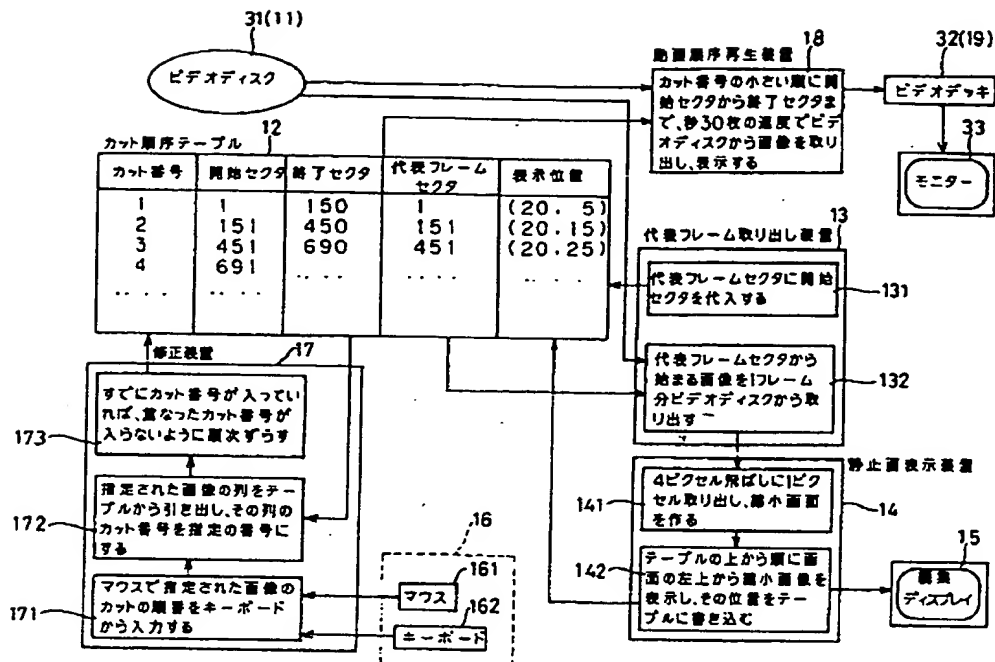 31(11)
ビデオディスク
動画順序再生装置
18
カット番号の小さい順に開
始セクタから終了セクタま
で、秒30枚の速度でビデ
オディスクから画像を取り
出し、表示する
32(19)
ビデオデッキ
33
モニター
カット順序テーブル
12
カット番号 開始セクタ 終了セクタ 代表フレーム
セクタ 表示位置
1 1 150 1 (20. 5)
2 151 450 151 (20.15)
3 451 690 451 (20.25)
4 691 .... .... ....
.... ....
代表フレーム取り出し装置
13
代表フレームセクタに開始
セクタを代入する
131
代表フレームセクタから
始まる画像を1フレーム
分ビデオディスクから取り
出す
132
修正装置
17
すでにカット番号が入ってい
れば、重なったカット番号が
入らないように順次ずらす
173
指定された画像の列をテー
ブルから引き出し、その列の
カット番号を指定の番号に
する
172
マウスで指定された画像の
カットの順番をキーボード
から入力する
171
16
161
マウス
162
キーボード
静止画表示装置
4ピクセル飛ばしに1ピ
クセル取り出し、縮小画面
を作る
141
14
テーブルの上から順に画
面の左上から縮小画像を
表示し、その位置をテー
ブルに書き込む
142
15
編集
ディスプレイ